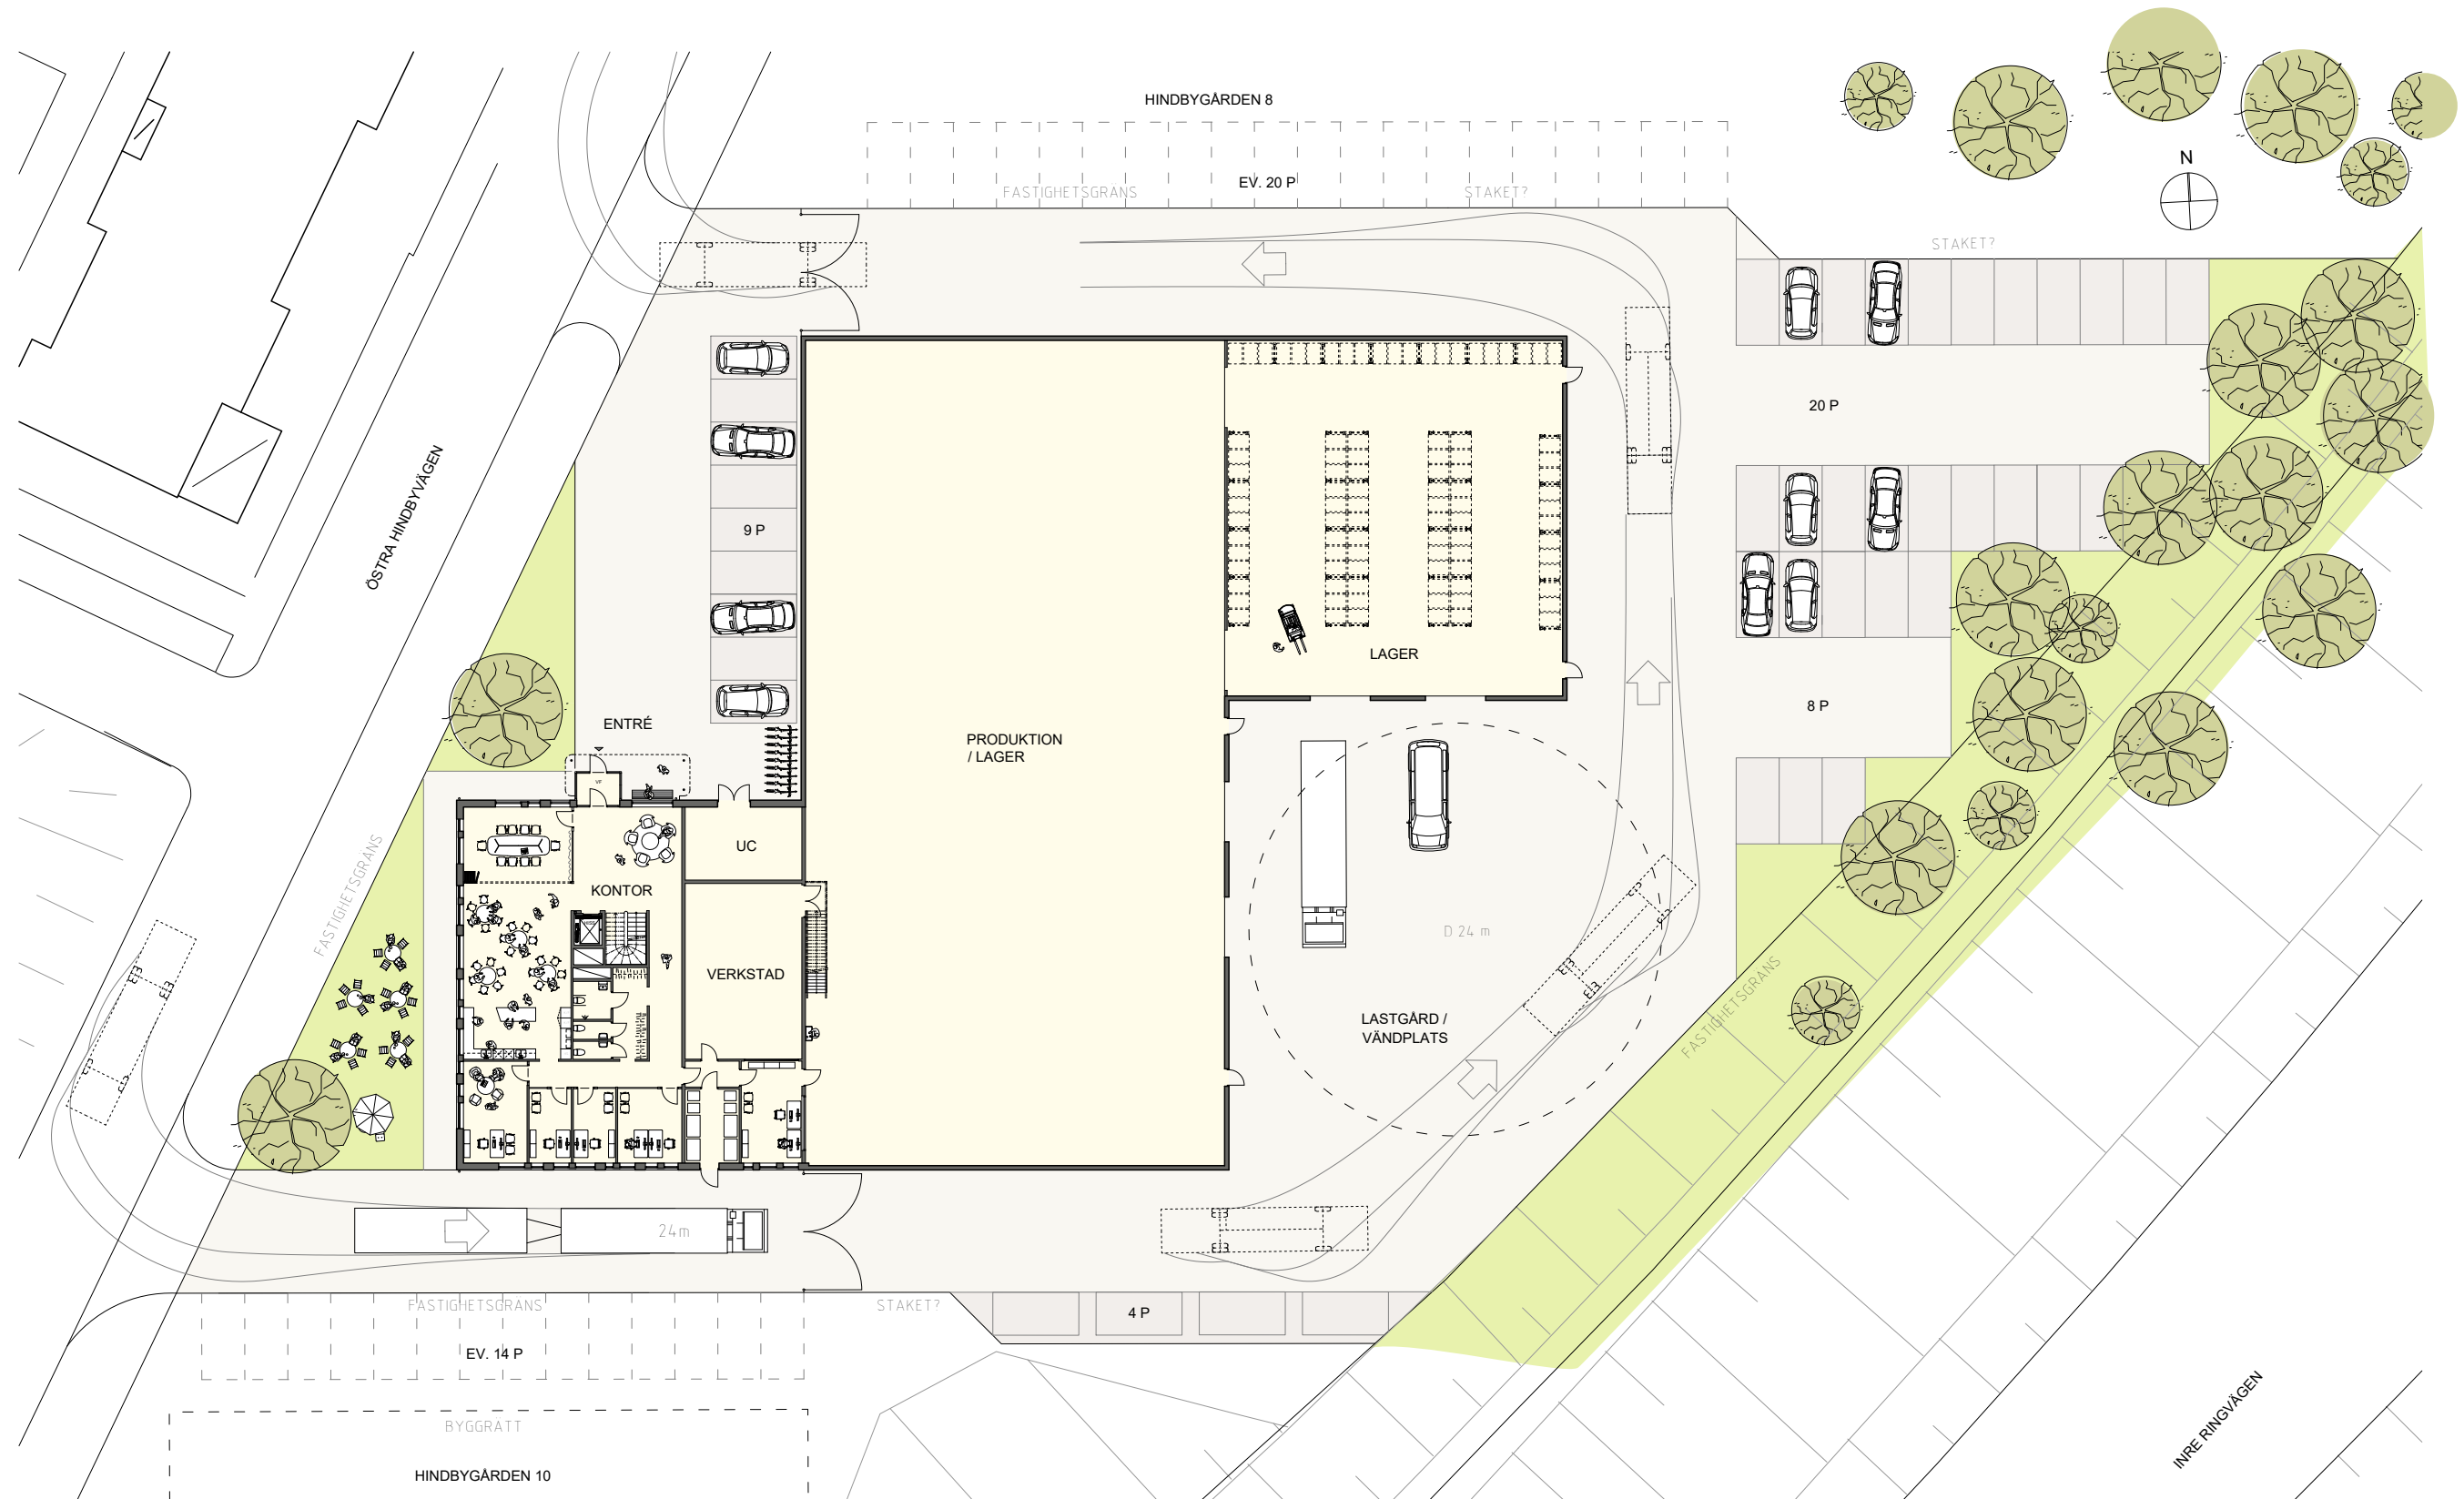 HINDBYGÅRDEN 8
EV. 20 P
FASTIGHETSGRÄNS
STAKET?
N
STAKET?
20 P
ÖSTRA HINDBYVÄGEN
9 P
LAGER
8 P
ENTRÉ
PRODUKTION
/ LAGER
VF
UC
KONTOR
FASTIGHETSGRÄNS
D 24 m
VERKSTAD
LASTGÅRD /
VÄNDPLATS
FASTIGHETSGRÄNS
24m
FASTIGHETSGRÄNS
STAKET?
4 P
EV. 14 P
BYGGRÄTT
HINDBYGÅRDEN 10
INRE RINGVÄGEN